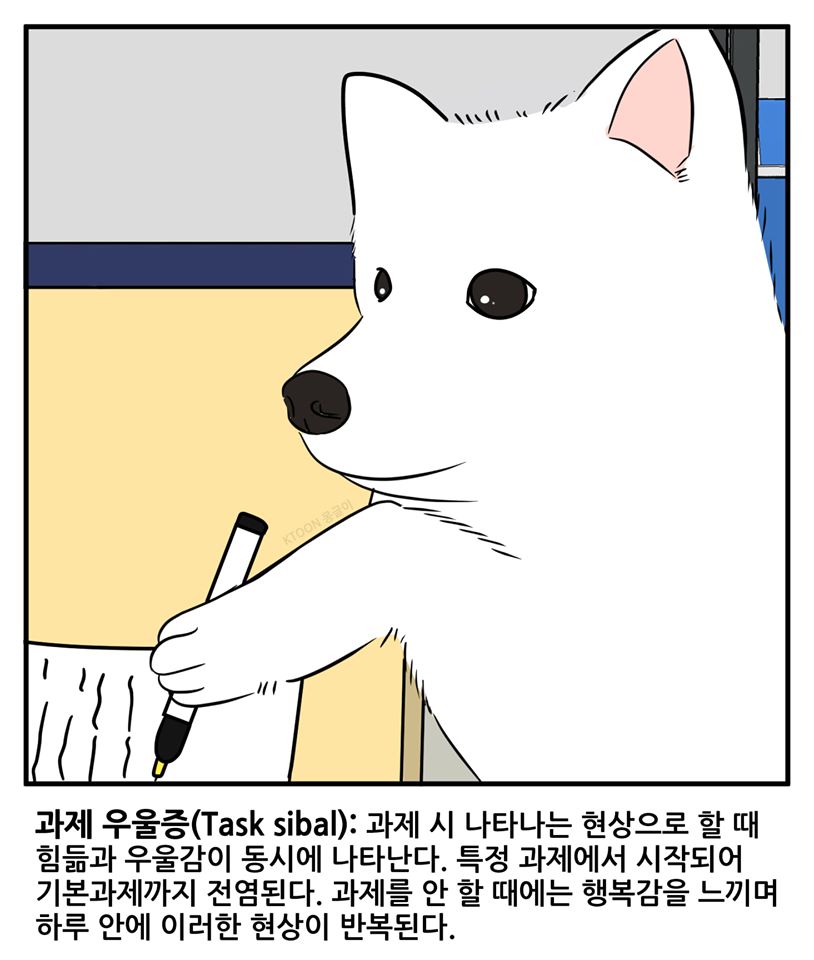 KTOON 몽글이
과제 우울증(Task sibal): 과제 시 나타나는 현상으로 할 때
힘듦과 우울감이 동시에 나타난다. 특정 과제에서 시작되어
기본과제까지 전염된다. 과제를 안 할 때에는 행복감을 느끼며
하루 안에 이러한 현상이 반복된다.